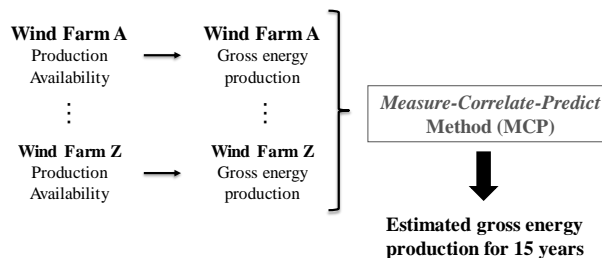 Wind Farm A
Production
Availability
Wind Farm A
Gross energy
production
⋮
⋮
Wind Farm Z
Production
Availability
Wind Farm Z
Gross energy
production
Measure-Correlate-Predict
Method (MCP)
Estimated gross energy
production for 15 years